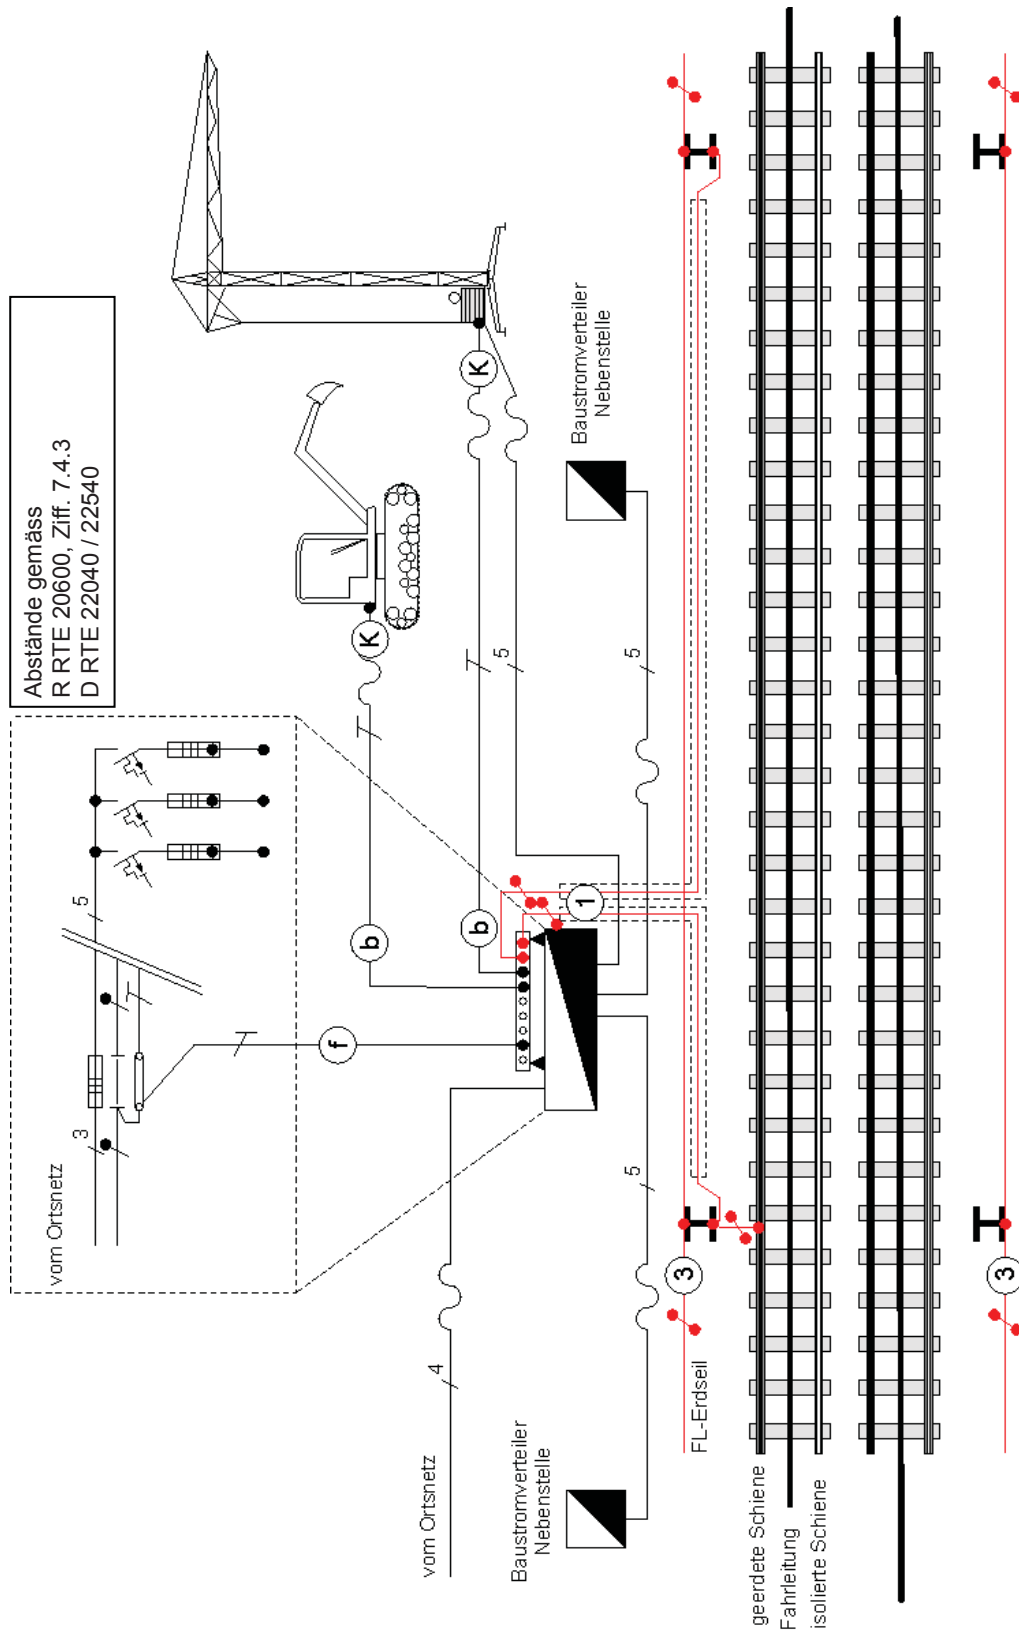 Abstände gemäss
R RTE 20600, Ziff. 7.4.3
D RTE 22040 / 22540
vom Ortsnetz
3
5
f
b
K
b
K
5
vom Ortsnetz
4
1
Baustromverteiler
Nebenstelle
5
Baustromverteiler
Nebenstelle
5
FL-Erdseil
3
geerdete Schiene
Fahrleitung
isolierte Schiene
3